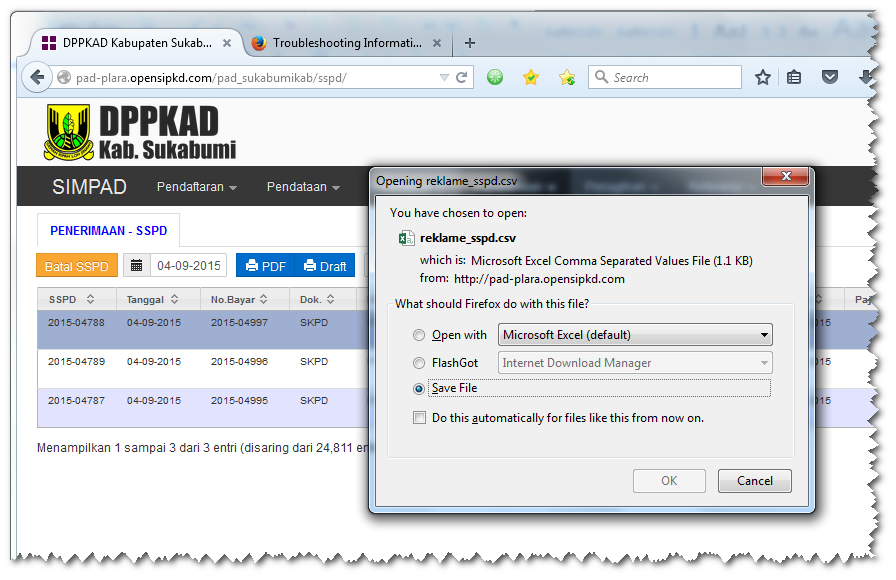 DPPKAD Kabupaten Sukab...
Troubleshooting Informati...
pad-plara.opensipkd.com/pad_sukabumikab/sspd/
Search
DPPKAD
Kab. Sukabumi
SIMPAD
Pendaftaran
Pendataan
PENERIMAAN - SSPD
Batal SSPD
04-09-2015
PDF
Draft
SSPD Tanggal No.Bayar Dok.
2015-04788 04-09-2015 2015-04997 SKPD
2015-04789 04-09-2015 2015-04996 SKPD
2015-04787 04-09-2015 2015-04995 SKPD
Menampilkan 1 sampai 3 dari 3 entri (disaring dari 24,811 en
Opening reklame_sspd.csv
You have chosen to open:
reklame_sspd.csv
which is: Microsoft Excel Comma Separated Values File (1.1 KB)
from: http://pad-plara.opensipkd.com
What should Firefox do with this file?
Open with Microsoft Excel (default)
FlashGot Internet Download Manager
Save File
Do this automatically for files like this from now on.
OK Cancel